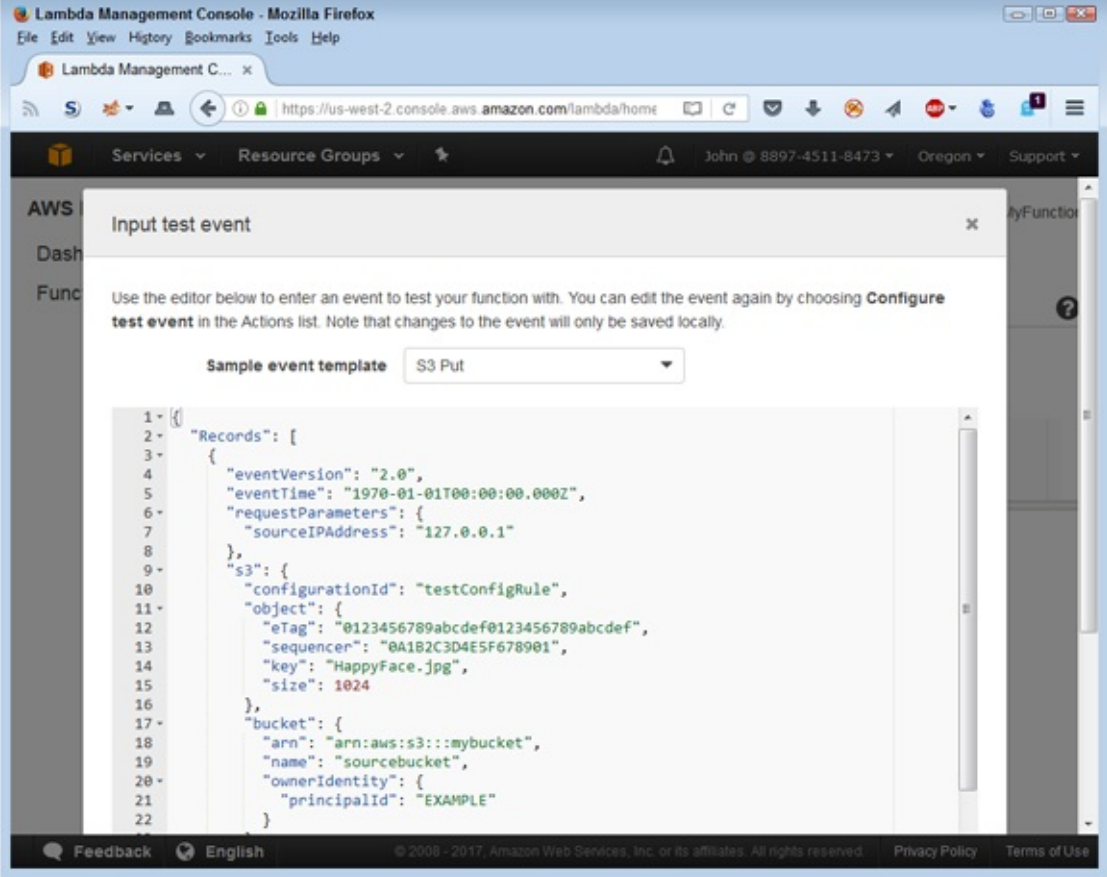 Lambda Management Console - Mozilla Firefox
File Edit View History Bookmarks Tools Help
Lambda Management C... ×
https://us-west-2.console.aws.amazon.com/lambda/home
S
ABP
1
Services Resource Groups John @ 8897-4511-8473 Oregon Support
AWS
Input test event
MyFunction
Dash
Func
Use the editor below to enter an event to test your function with. You can edit the event again by choosing Configure
test event in the Actions list. Note that changes to the event will only be saved locally.
?
Sample event template S3 Put
1 {
2 "Records": [
3 {
4 "eventVersion": "2.0",
5 "eventTime": "1970-01-01T00:00:00.000Z",
6 "requestParameters": {
7 "sourceIPAddress": "127.0.0.1"
8 },
9 "s3": {
10 "configurationId": "testConfigRule",
11 "object": {
12 "eTag": "0123456789abcdef0123456789abcdef",
13 "sequencer": "0A1B2C3D4E5F678901",
14 "key": "HappyFace.jpg",
15 "size": 1024
16 },
17 "bucket": {
18 "arn": "arn:aws:s3:::mybucket",
19 "name": "sourcebucket",
20 "ownerIdentity": {
21 "principalId": "EXAMPLE"
22 }
Feedback English © 2008 - 2017, Amazon Web Services, Inc. or its affiliates. All rights reserved. Privacy Policy Terms of Use